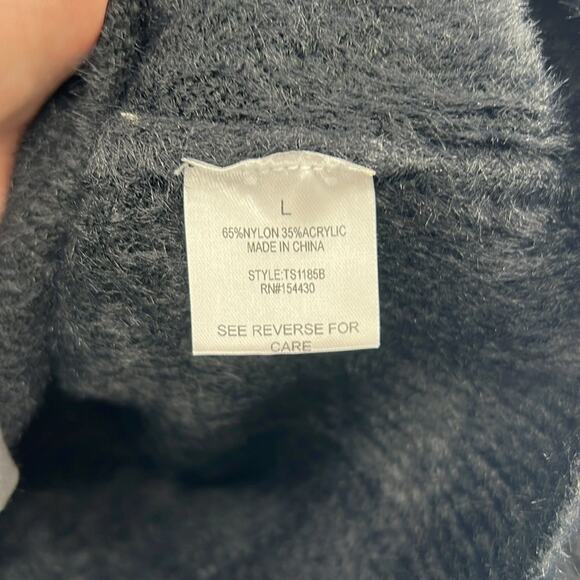 L
65%NYLON 35%ACRYLIC
MADE IN CHINA
STYLE:TS1185B
RN#154430
SEE REVERSE FOR
CARE